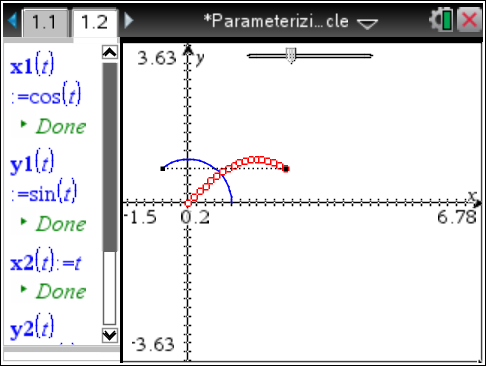 1.1 1.2 *Parameterizi...cle
x1(t)
:=cos(t)
Done
y1(t)
:=sin(t)
Done
x2(t):=t
Done
y2(t)
3.63 y
x
-1.5 0.2 6.78
-3.63